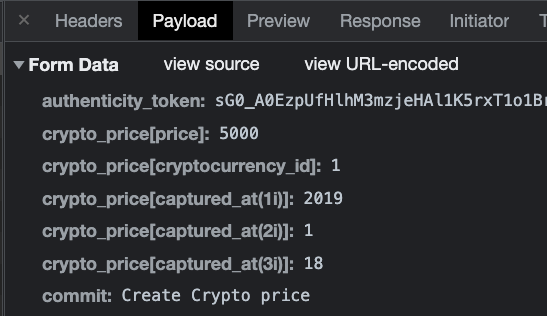 × Headers Payload Preview Response Initiator
▼ Form Data view source view URL-encoded
authenticity_token:
crypto_price[price]: 5000
crypto_price[cryptocurrency_id]: 1
crypto_price[captured_at(1i)]: 2019
crypto_price[captured_at(2i)]: 1
crypto_price[captured_at(3i)]: 18
commit: Create Crypto price